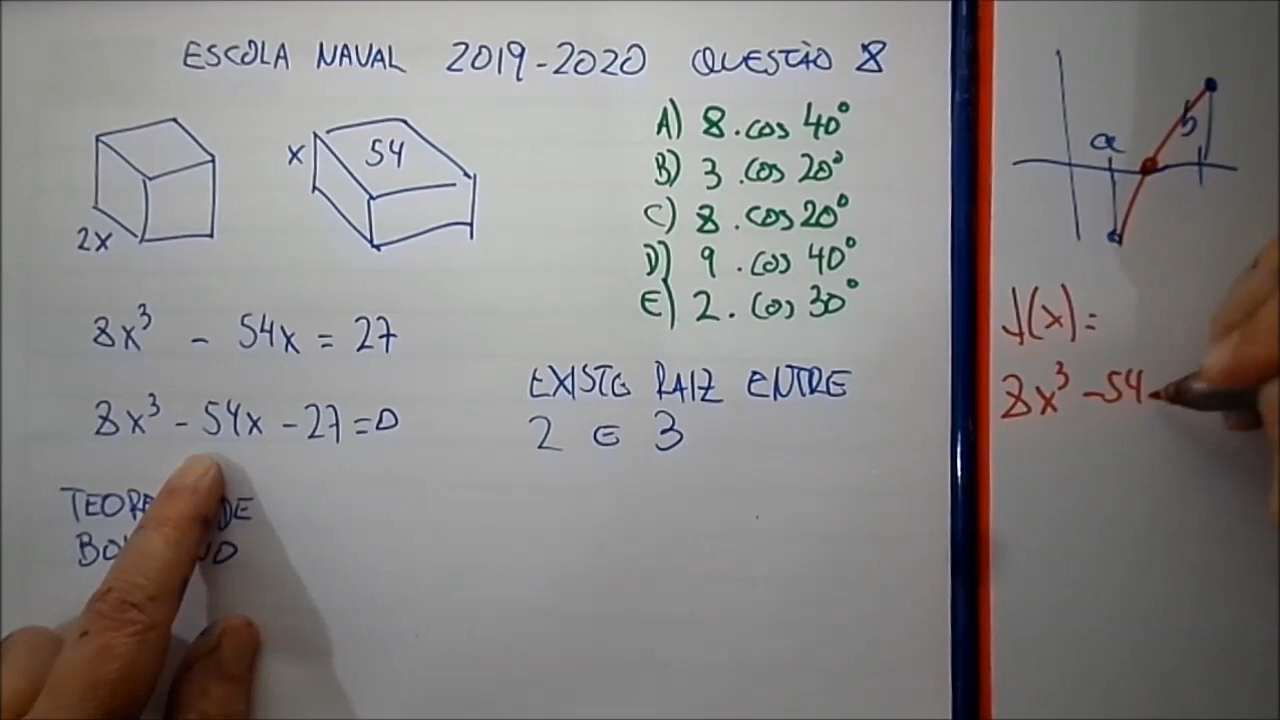 ESCOLA NAVAL 2019-2020 QUESTÃO 8
2x
x
54
A) 8.cos 40°
B) 3.cos 20°
C) 8.cos 20°
D) 9.cos 40°
E) 2.cos 30°
8x³ - 54x = 27
8x³ - 54x - 27 = 0
EXISTE RAIZ ENTRE
2 E 3
DE
a
b
f(x)=
8x³ - 54